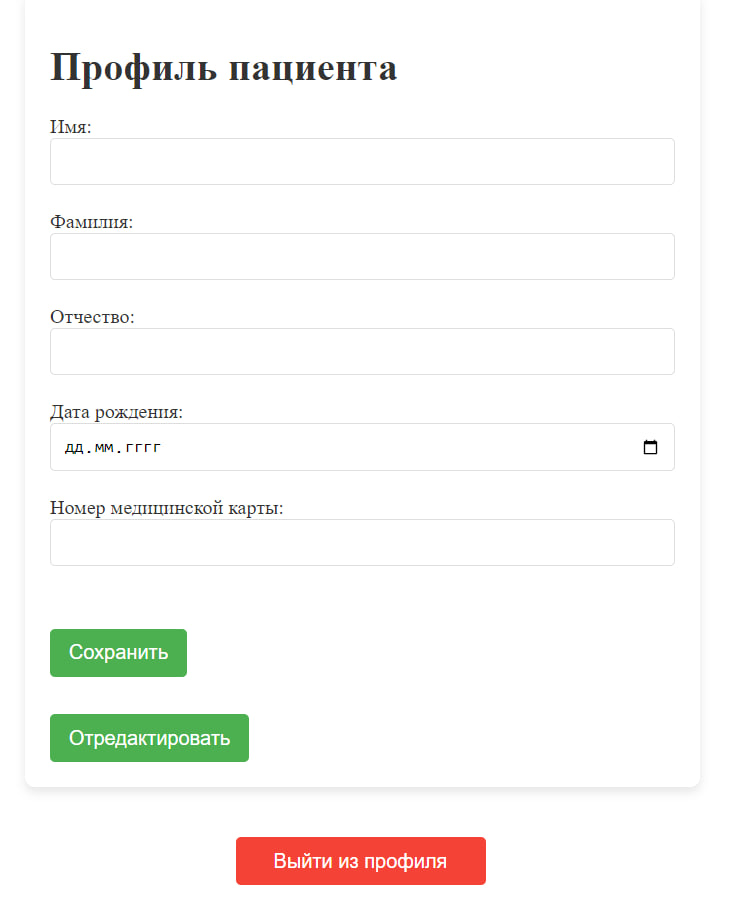 Профиль пациента
Имя:
Фамилия:
Отчество:
Дата рождения:
дд.мм.гггг
Номер медицинской карты:
Сохранить
Отредактировать
Выйти из профиля